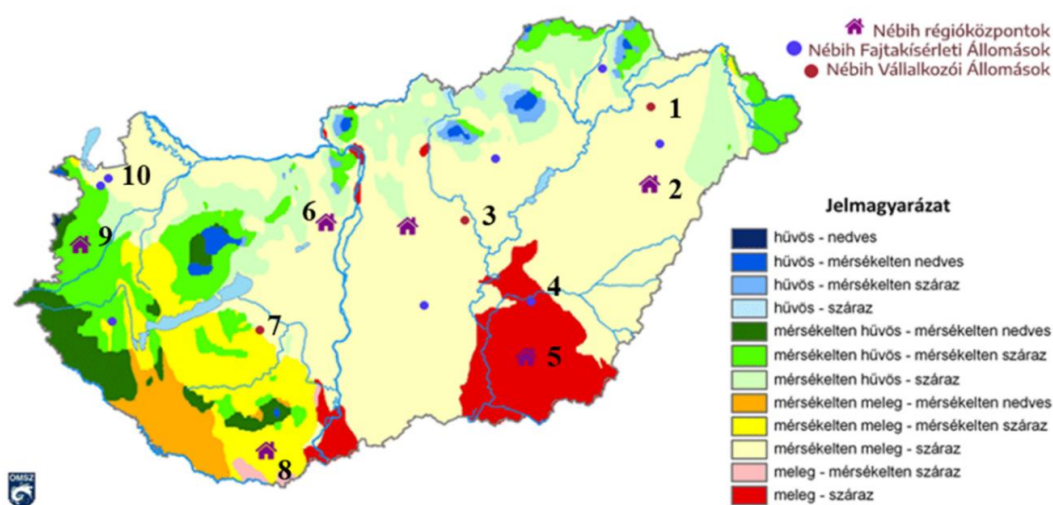 Nébih régióközpontok
Nébih Fajtakísérleti Állomások
Nébih Vállalkozói Állomások
1
10
2
6
3
9
Jelmagyarázat
hűvös - nedves
hűvös - mérsékelten nedves
hűvös - mérsékelten száraz
hűvös - száraz
mérsékelten hűvös - mérsékelten nedves
mérsékelten hűvös - mérsékelten száraz
mérsékelten hűvös - száraz
mérsékelten meleg - mérsékelten nedves
mérsékelten meleg - mérsékelten száraz
mérsékelten meleg - száraz
meleg - mérsékelten száraz
meleg - száraz
4
7
5
8
OMSZ